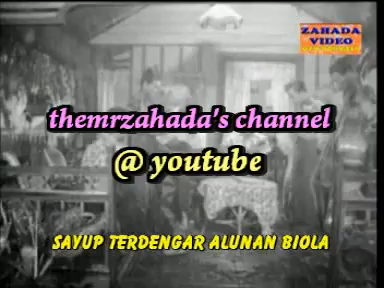 ZAHADA
VIDEO
themrzahada's channel
@ youtube
SAYUP TERDENGAR ALUNAN BIOLA